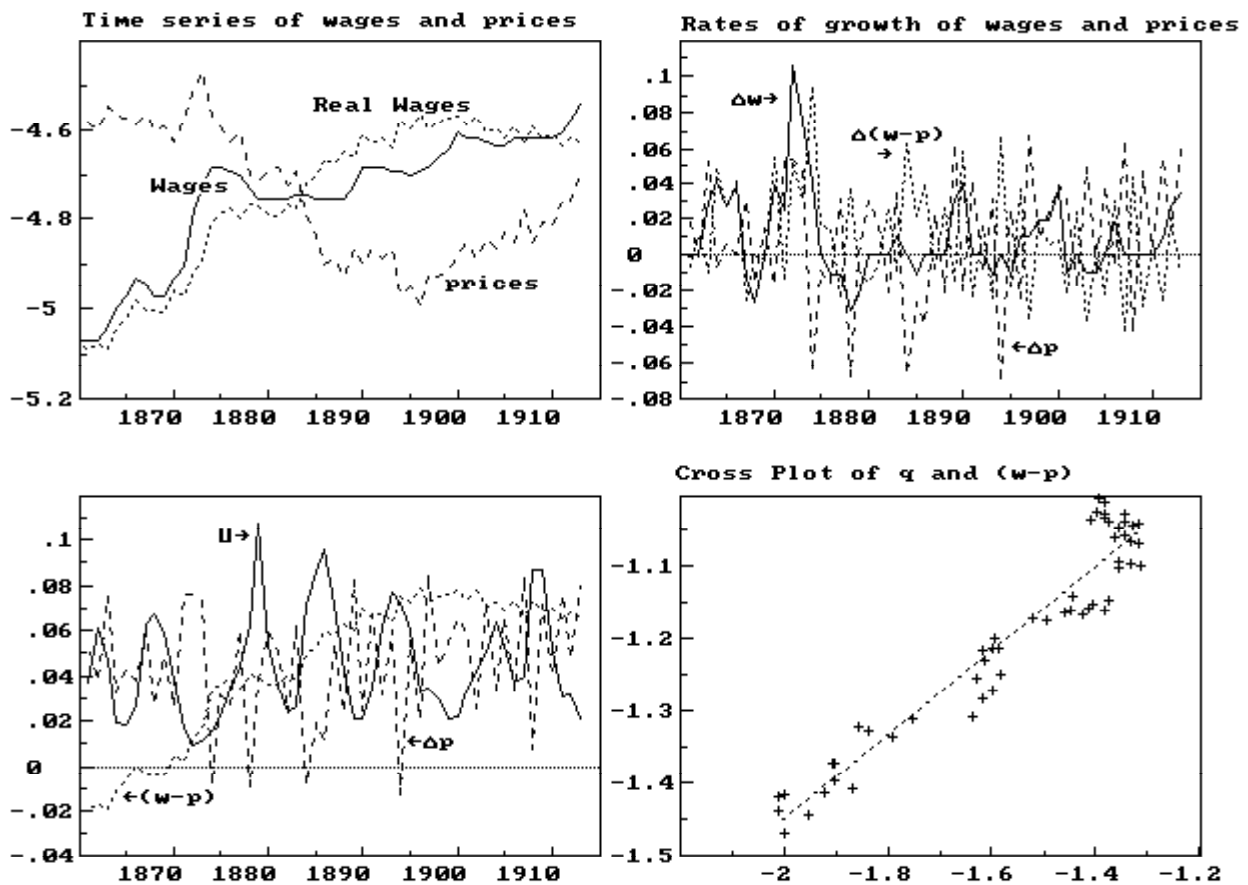 Time series of wages and prices
-4.6
-4.8
-5
-5.2
Real Wages
Wages
prices
1870 1880 1890 1900 1910
Rates of growth of wages and prices
.1
.08
.06
.04
.02
0
-.02
-.04
-.06
-.08
Δw→
Δ(w-p)
→
←Δp
1870 1880 1890 1900 1910
.1
.08
.06
.04
.02
0
-.02
-.04
U→
←Δp
←(w-p)
1870 1880 1890 1900 1910
Cross Plot of q and (w-p)
-1.1
-1.2
-1.3
-1.4
-1.5
-2 -1.8 -1.6 -1.4 -1.2